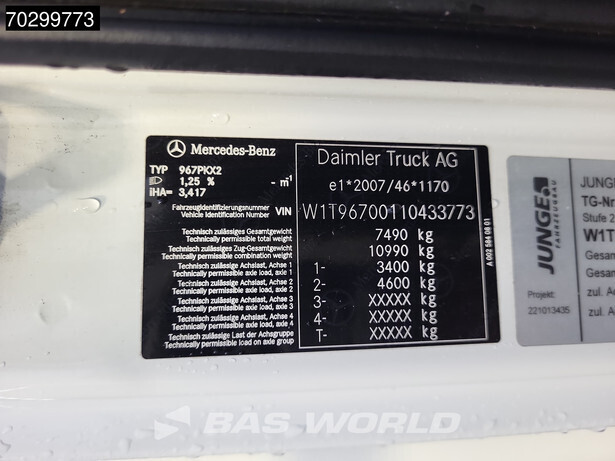 70299773
Mercedes-Benz
Daimler Truck AG
TYP 967PKX2
1,25 % - m⁻¹
iHA= 3,417
e1*2007/46*1170
Fahrzeugidentifizierungsnummer
Vehicle Identification Number VIN W1T96700110433773
Technisch zulässiges Gesamtgewicht
Technically permissible total weight 7490 kg
Technisch zulässiges Zug-Gesamtgewicht
Technically permissible combination weight 10990 kg
Technisch zulässige Achslast, Achse 1
Technically permissible axle load, axle 1 1- 3400 kg
Technisch zulässige Achslast, Achse 2
Technically permissible axle load, axle 2 2- 4600 kg
Technisch zulässige Achslast, Achse 3
Technically permissible axle load, axle 3 3- XXXXX kg
Technisch zulässige Achslast, Achse 4
Technically permissible axle load, axle 4 4- XXXXX kg
Technisch zulässige Last der Achsgruppe
Technically permissible load on axle group T- XXXXX kg
A 002 584 08 01
JUNGE
FAHRZEUGBAU
Projekt:
221013435
JUNGE
TG-Nr
Stufe 2
W1T
Gesam
Gesam
zul. A
zul. A
BAS WORLD